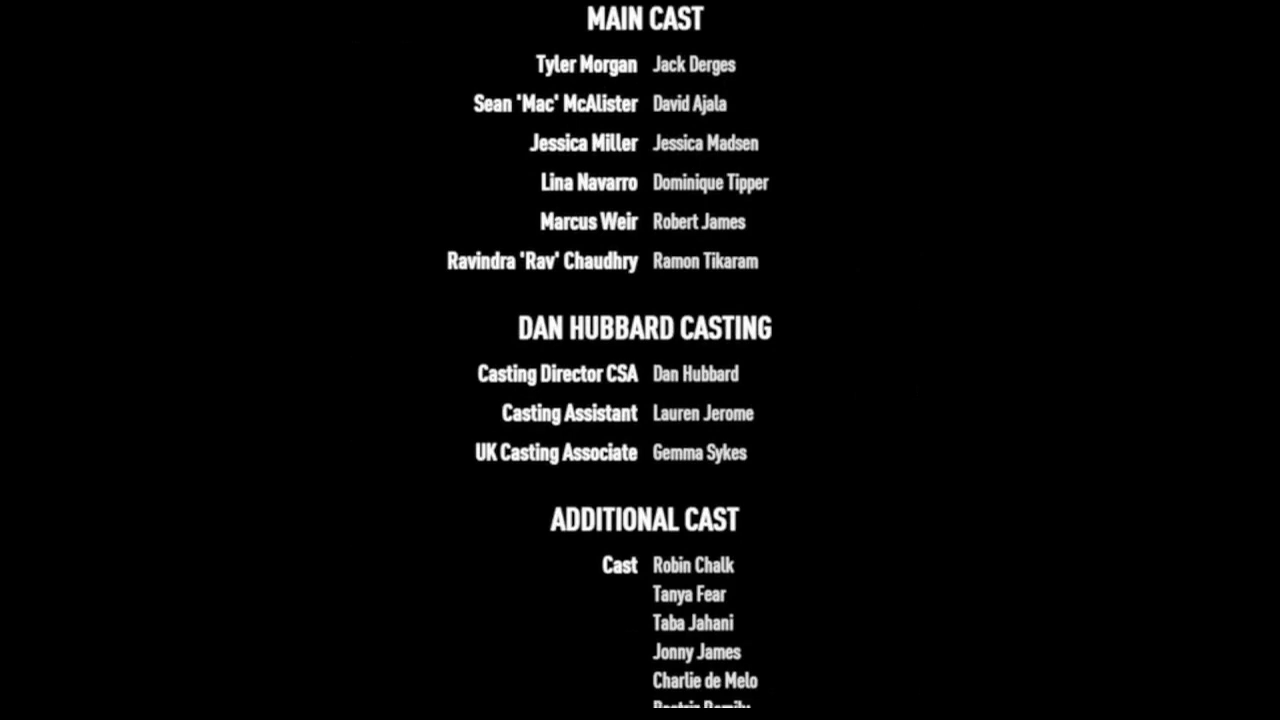 MAIN CAST
Tyler Morgan Jack Derges
Sean 'Mac' McAlister David Ajala
Jessica Miller Jessica Madsen
Lina Navarro Dominique Tipper
Marcus Weir Robert James
Ravindra 'Rav' Chaudhry Ramon Tikaram
DAN HUBBARD CASTING
Casting Director CSA Dan Hubbard
Casting Assistant Lauren Jerome
UK Casting Associate Gemma Sykes
ADDITIONAL CAST
Cast Robin Chalk
Tanya Fear
Taba Jahani
Jonny James
Charlie de Melo